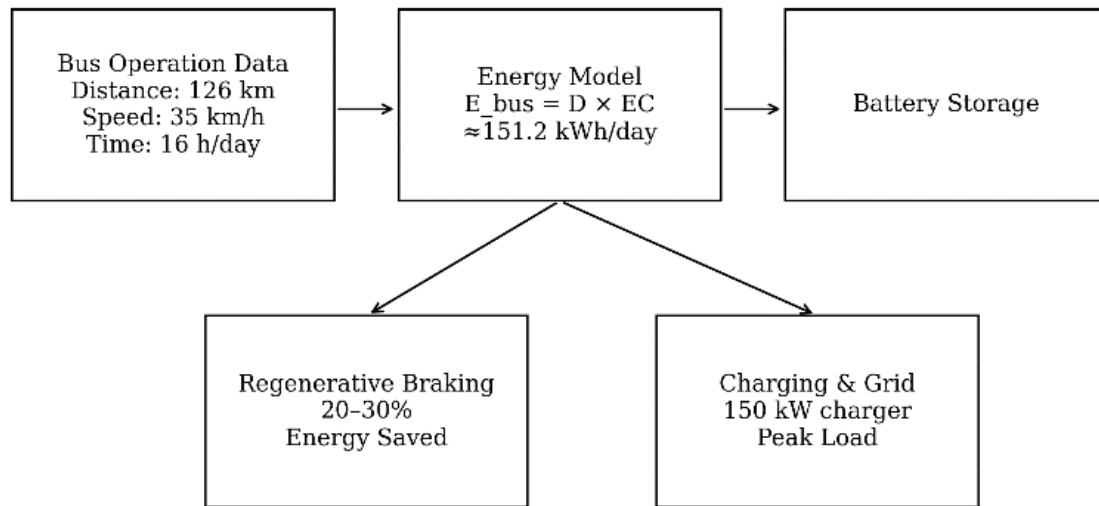 Bus Operation Data
Distance: 126 km
Speed: 35 km/h
Time: 16 h/day
Energy Model
E_bus = D × EC
≈151.2 kWh/day
Battery Storage
Regenerative Braking
20–30%
Energy Saved
Charging & Grid
150 kW charger
Peak Load